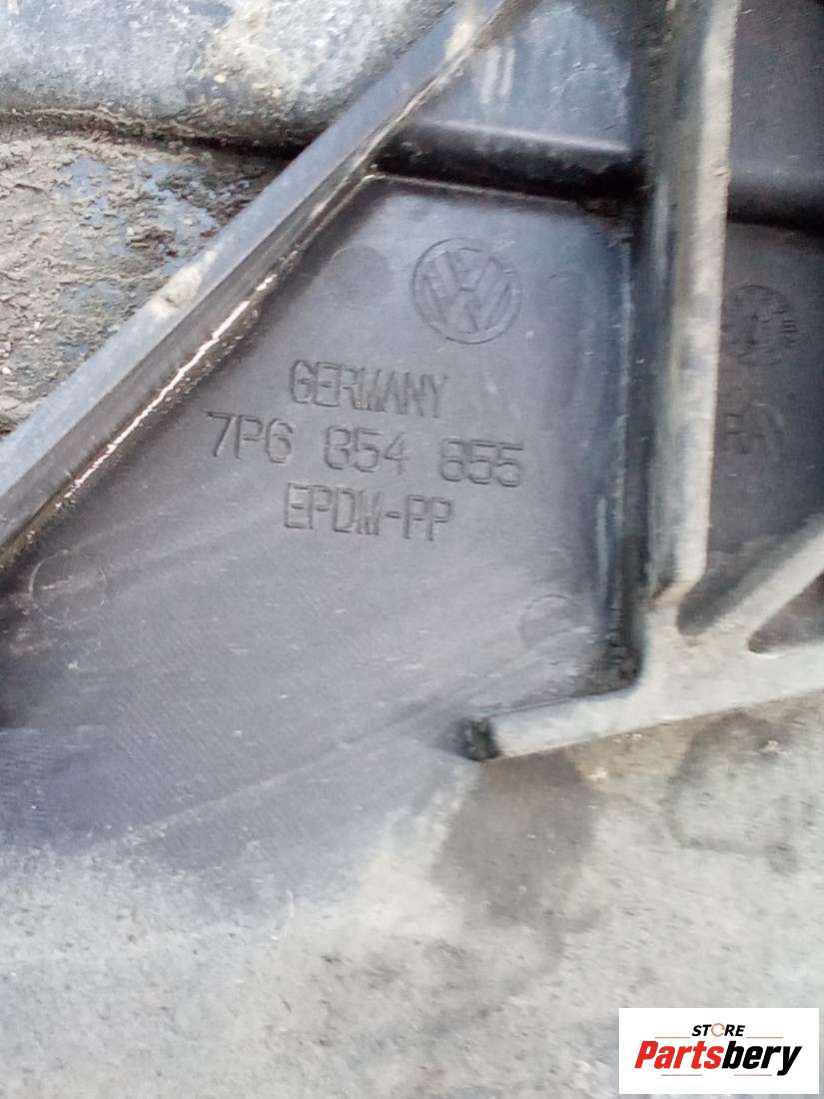 GERMANY
7P6 854 855
EPDM-PP
STORE
Partsbery